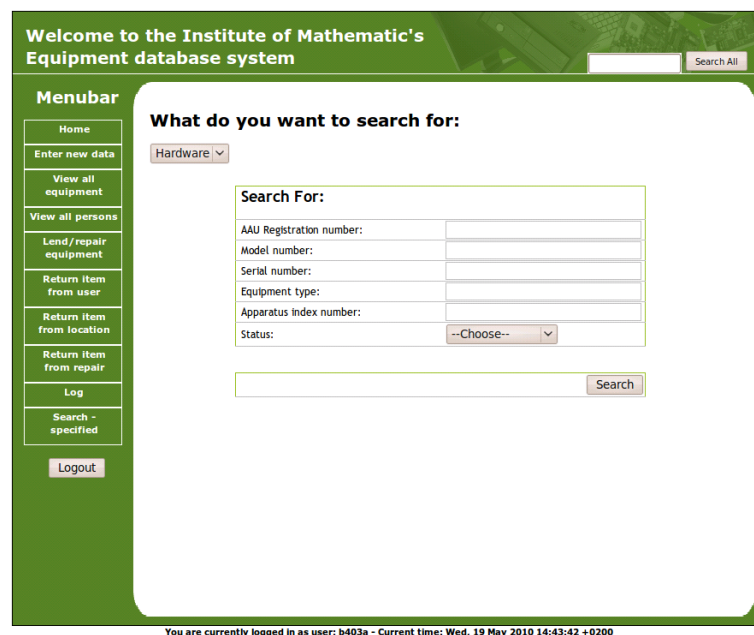 Welcome to the Institute of Mathematic's
Equipment database system
Search All
Menubar
Home
Enter new data
View all
equipment
View all persons
Lend/repair
equipment
Return item
from user
Return item
from location
Return item
from repair
Log
Search -
specified
Logout
What do you want to search for:
Hardware
Search For:
AAU Registration number:
Model number:
Serial number:
Equipment type:
Apparatus index number:
Status:
--Choose--
Search
You are currently logged in as user: b403a - Current time: Wed, 19 May 2010 14:43:42 +0200